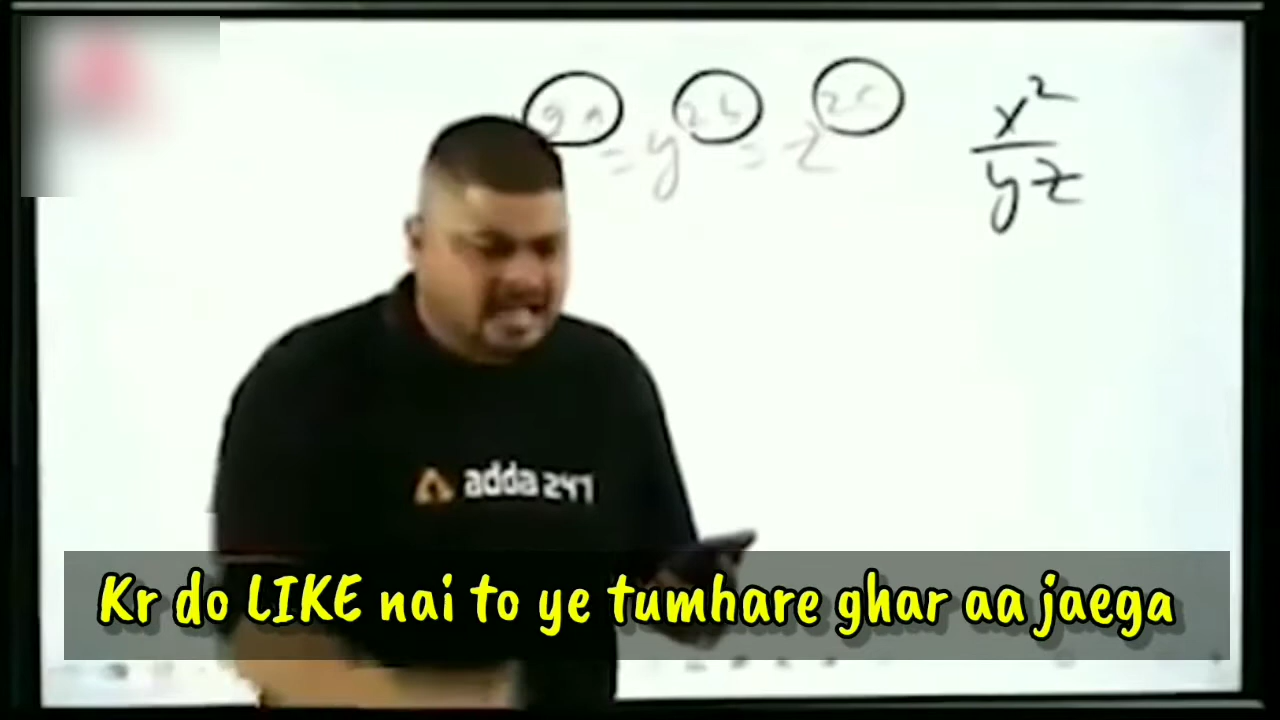 = y = z
x²
yz
adda 247
Kr do LIKE nai to ye tumhare ghar aa jaega